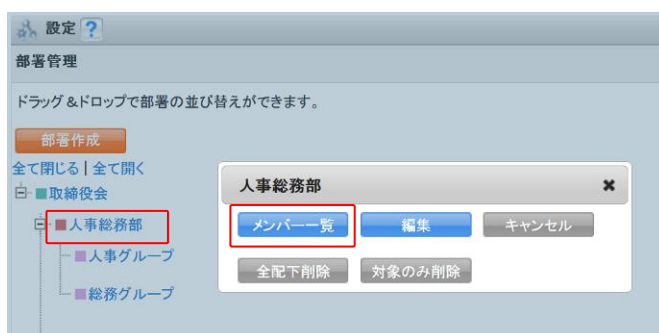 設定 ?
部署管理
ドラッグ&ドロップで部署の並び替えができます。
部署作成
全て閉じる | 全て開く
取締役会
人事総務部
人事グループ
総務グループ
人事総務部
メンバー一覧 編集 キャンセル
全配下削除 対象のみ削除